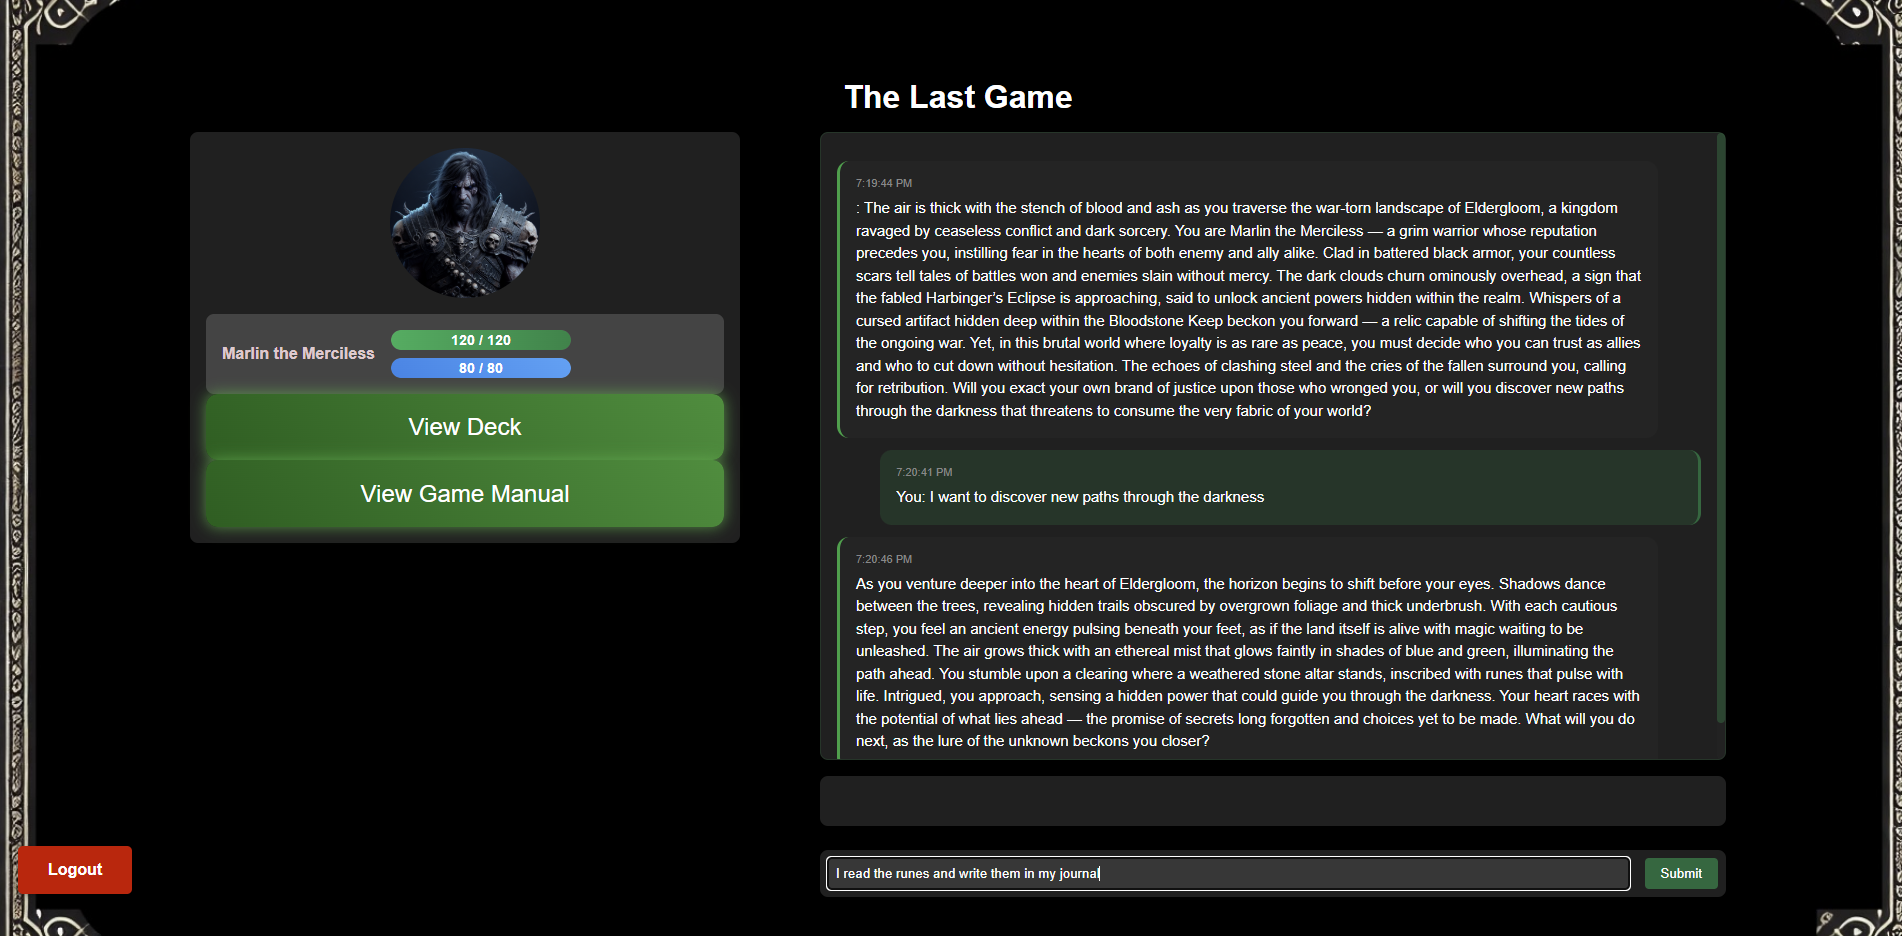 The Last Game
Marlin the Merciless
120 / 120
80 / 80
View Deck
View Game Manual
7:19:44 PM
: The air is thick with the stench of blood and ash as you traverse the war-torn landscape of Eldergloom, a kingdom
ravaged by ceaseless conflict and dark sorcery. You are Marlin the Merciless — a grim warrior whose reputation
precedes you, instilling fear in the hearts of both enemy and ally alike. Clad in battered black armor, your countless
scars tell tales of battles won and enemies slain without mercy. The dark clouds churn ominously overhead, a sign that
the fabled Harbinger's Eclipse is approaching, said to unlock ancient powers hidden within the realm. Whispers of a
cursed artifact hidden deep within the Bloodstone Keep beckon you forward — a relic capable of shifting the tides of
the ongoing war. Yet, in this brutal world where loyalty is as rare as peace, you must decide who you can trust as allies
and who to cut down without hesitation. The echoes of clashing steel and the cries of the fallen surround you, calling
for retribution. Will you exact your own brand of justice upon those who wronged you, or will you discover new paths
through the darkness that threatens to consume the very fabric of your world?
7:20:41 PM
You: I want to discover new paths through the darkness
7:20:46 PM
As you venture deeper into the heart of Eldergloom, the horizon begins to shift before your eyes. Shadows dance
between the trees, revealing hidden trails obscured by overgrown foliage and thick underbrush. With each cautious
step, you feel an ancient energy pulsing beneath your feet, as if the land itself is alive with magic waiting to be
unleashed. The air grows thick with an ethereal mist that glows faintly in shades of blue and green, illuminating the
path ahead. You stumble upon a clearing where a weathered stone altar stands, inscribed with runes that pulse with
life. Intrigued, you approach, sensing a hidden power that could guide you through the darkness. Your heart races with
the potential of what lies ahead — the promise of secrets long forgotten and choices yet to be made. What will you do
next, as the lure of the unknown beckons you closer?
I read the runes and write them in my journal
Submit
Logout